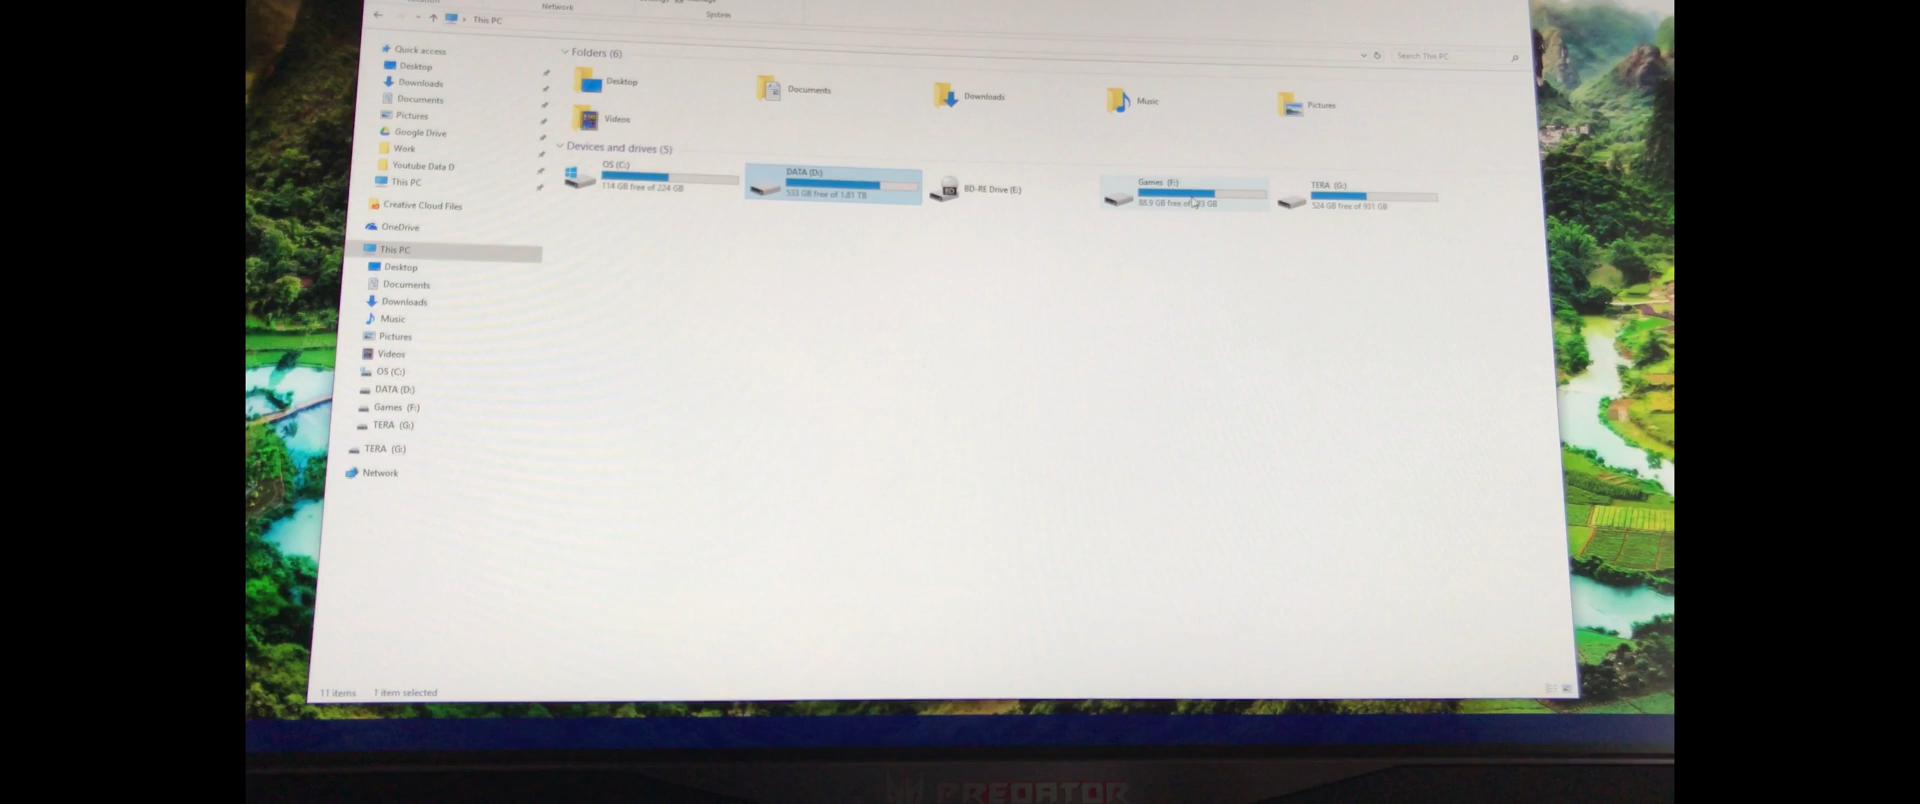 Network
System
This PC
Search This PC
Quick access
Desktop
Downloads
Documents
Pictures
Google Drive
Work
Youtube Data D
This PC
Creative Cloud Files
OneDrive
This PC
Desktop
Documents
Downloads
Music
Pictures
Videos
OS (C:)
DATA (D:)
Games (F:)
TERA (G:)
TERA (G:)
Network
Folders (6)
Desktop
Documents
Downloads
Music
Pictures
Videos
Devices and drives (5)
OS (C:)
114 GB free of 224 GB
DATA (D:)
533 GB free of 1.81 TB
BD-RE Drive (E:)
Games (F:)
88.9 GB free of
GB
TERA (G:)
524 GB free of 931 GB
11 items
1 item selected
PREDATOR